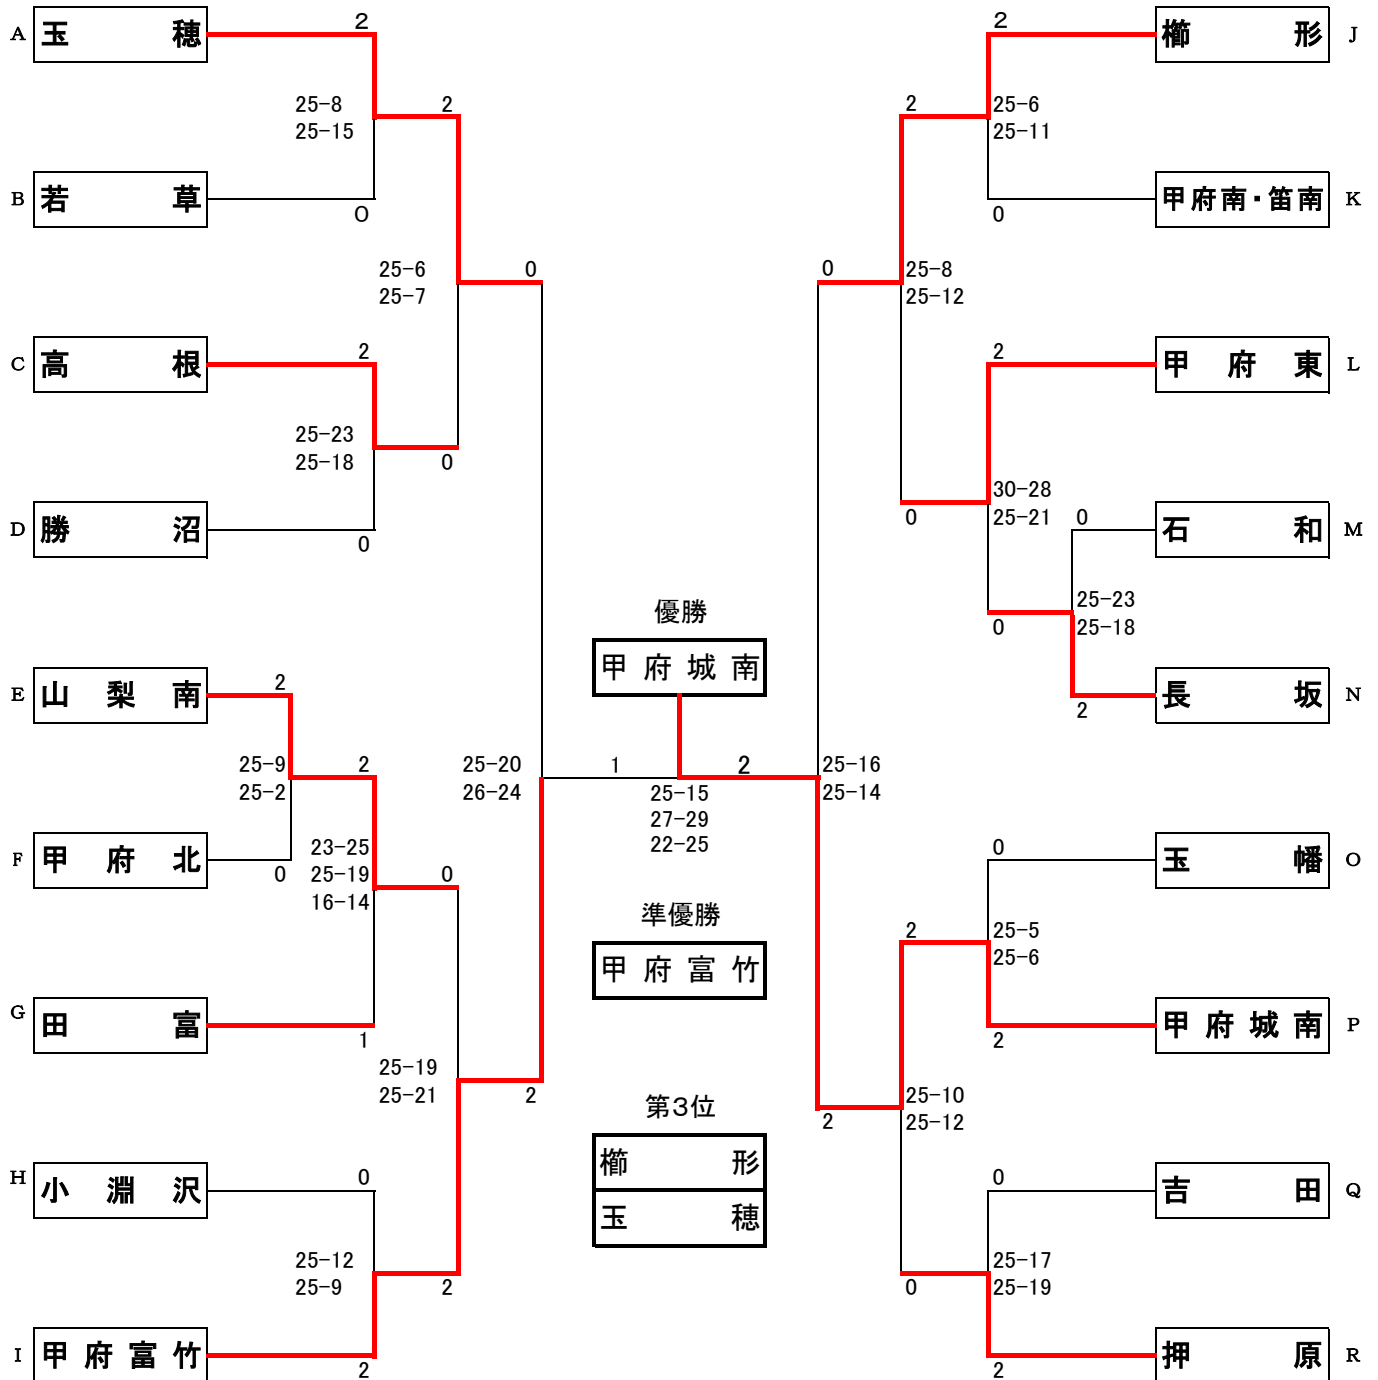 A 玉穂 2
25-8
25-15
2
B 若草 0
25-6
25-7
0
C 高根 2
25-23
25-18
0
D 勝沼 0
E 山梨南 2
25-9
25-2
2
F 甲府北 0
23-25
25-19
16-14
0
G 田富 1
25-19
25-21
2
H 小淵沢 0
25-12
25-9
2
I 甲府富竹 2
25-20
26-24
優勝
甲府城南
1 2
25-15
27-29
22-25
準優勝
甲府富竹
第3位
櫛形
玉穂
2 櫛形 J
2
25-6
25-11
0 甲府南・笛南 K
0
25-8
25-12
2 甲府東 L
0
30-28
25-21
0 石和 M
0
25-23
25-18
2 長坂 N
25-16
25-14
0 玉幡 O
2
25-5
25-6
2 甲府城南 P
2
25-10
25-12
0 吉田 Q
0
25-17
25-19
2 押原 R